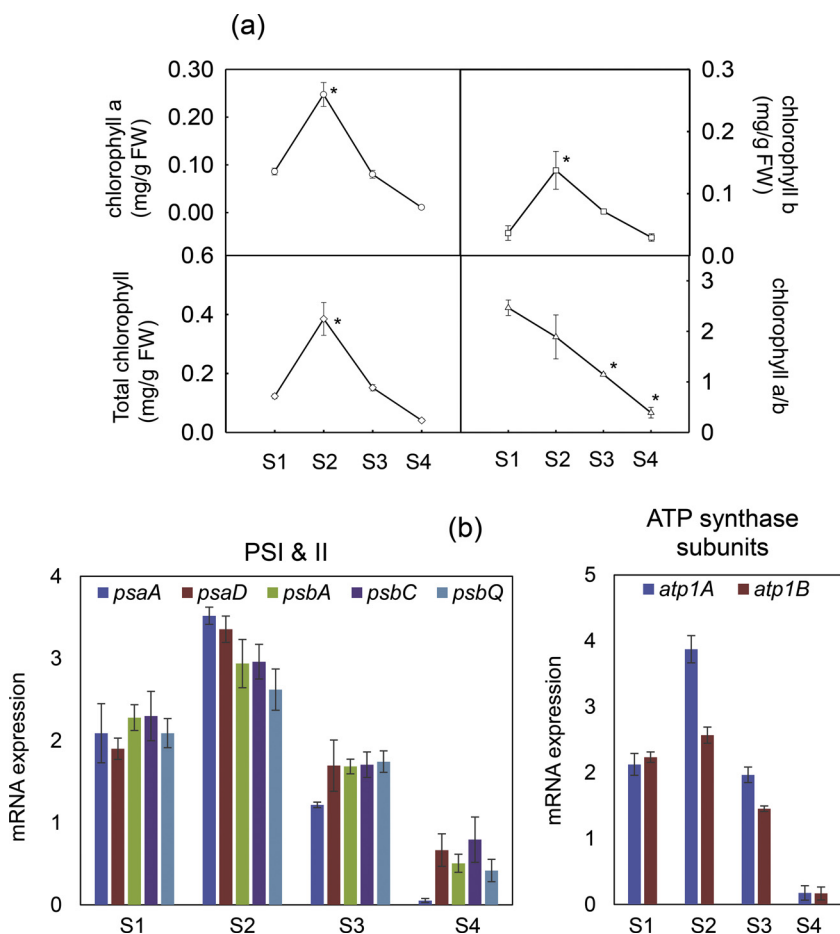 (a)
chlorophyll a
(mg/g FW)
0.30
0.20
0.10
0.00
chlorophyll b
(mg/g FW)
0.3
0.2
0.1
0.0
*
*
Total chlorophyll
(mg/g FW)
0.6
0.4
0.2
0.0
chlorophyll a/b
3
2
1
0
*
*
*
S1 S2 S3 S4
S1 S2 S3 S4
(b)
PSI & II
mRNA expression
4
3
2
1
0
psaA psaD psbA psbC psbQ
S1 S2 S3 S4
ATP synthase
subunits
mRNA expression
5
4
3
2
1
0
atp1A atp1B
S1 S2 S3 S4